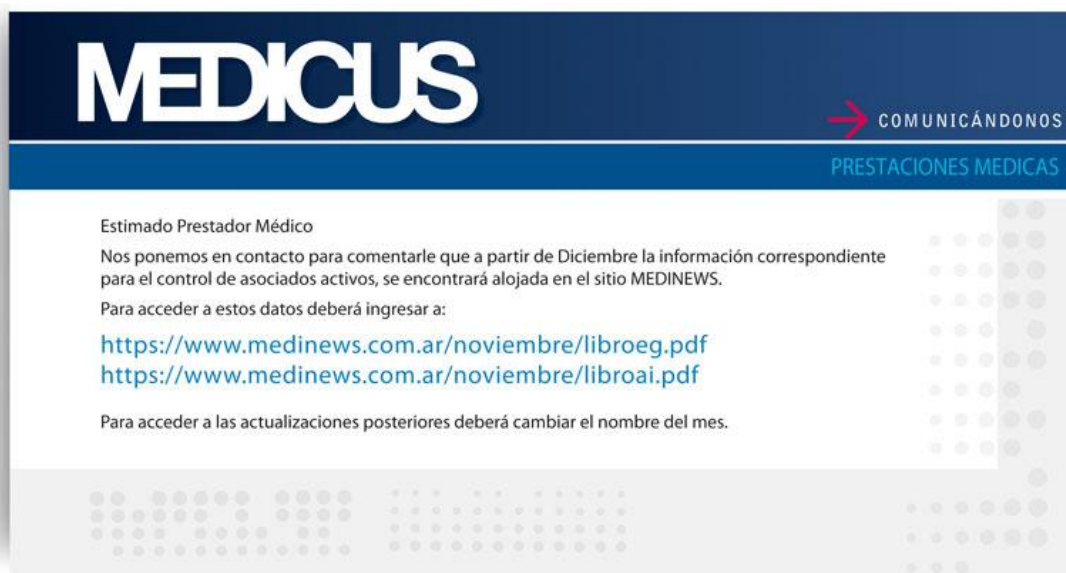 MEDICUS
COMUNICÁNDONOS
PRESTACIONES MEDICAS
Estimado Prestador Médico
Nos ponemos en contacto para comentarle que a partir de Diciembre la información correspondiente
para el control de asociados activos, se encontrará alojada en el sitio MEDINEWS.
Para acceder a estos datos deberá ingresar a:
https://www.medinews.com.ar/noviembre/libroeg.pdf
https://www.medinews.com.ar/noviembre/libroai.pdf
Para acceder a las actualizaciones posteriores deberá cambiar el nombre del mes.